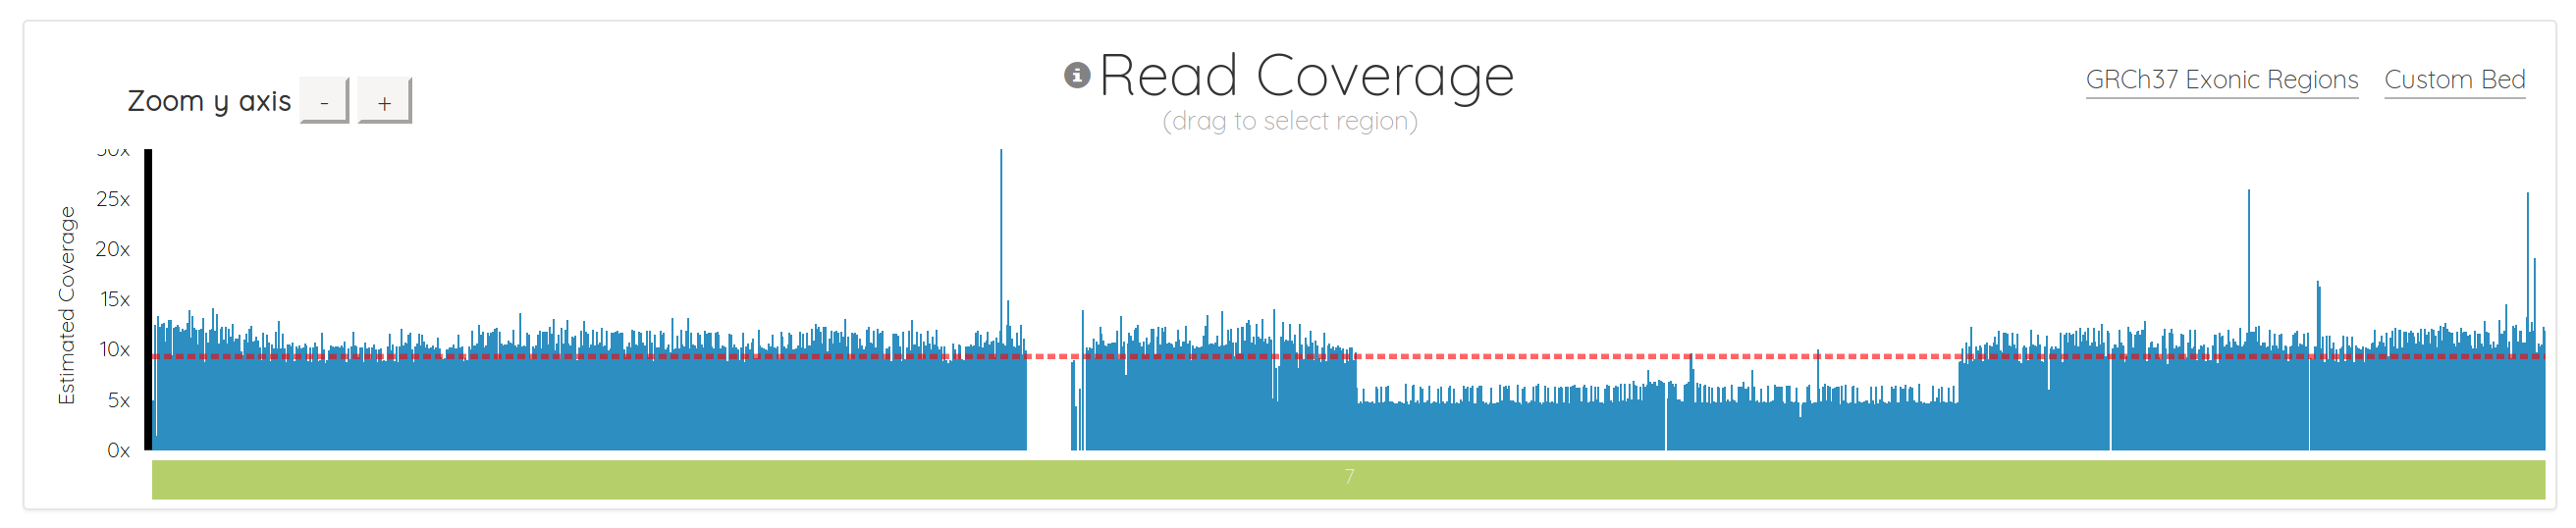 Zoom y axis - +
Read Coverage
(drag to select region)
GRCh37 Exonic Regions Custom Bed
Estimated Coverage
30x
25x
20x
15x
10x
5x
0x
7